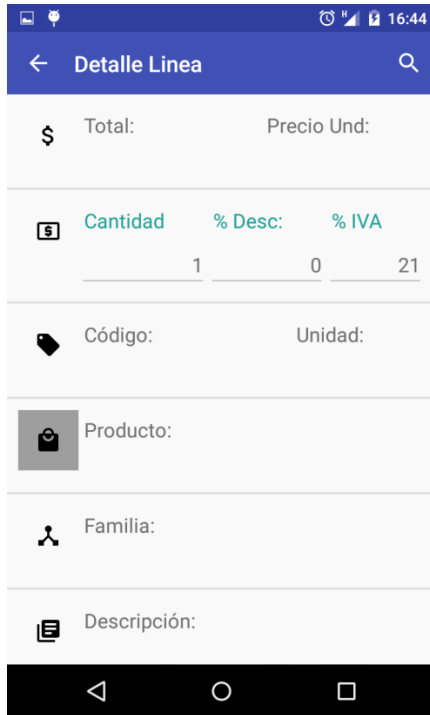 H 16:44
Detalle Linea
Total: Precio Und:
$
Cantidad % Desc: % IVA
1 0 21
Código: Unidad:
Producto:
Familia:
Descripción: